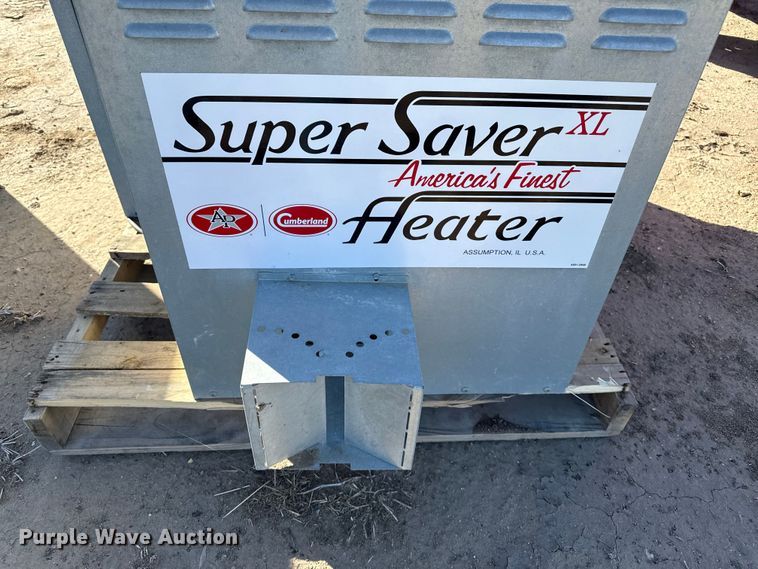 Super Saver XL
America's Finest
AP Cumberland Heater
ASSUMPTION, IL U.S.A.
Purple Wave Auction